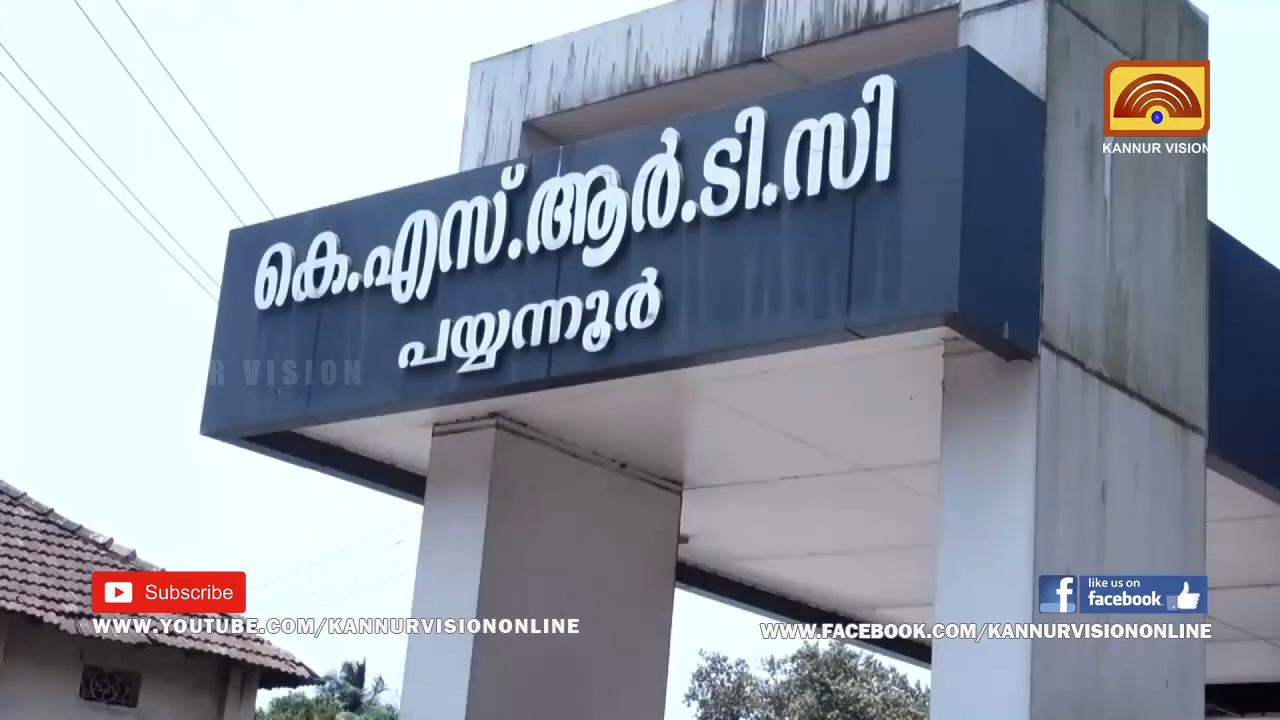 KANNUR VISION
കെ.എസ്.ആർ.ടി.സി
പയ്യന്നൂർ
R VISION
Subscribe
WWW.YOUTUBE.COM/KANNURVISIONONLINE
like us on
facebook
WWW.FACEBOOK.COM/KANNURVISIONONLINE